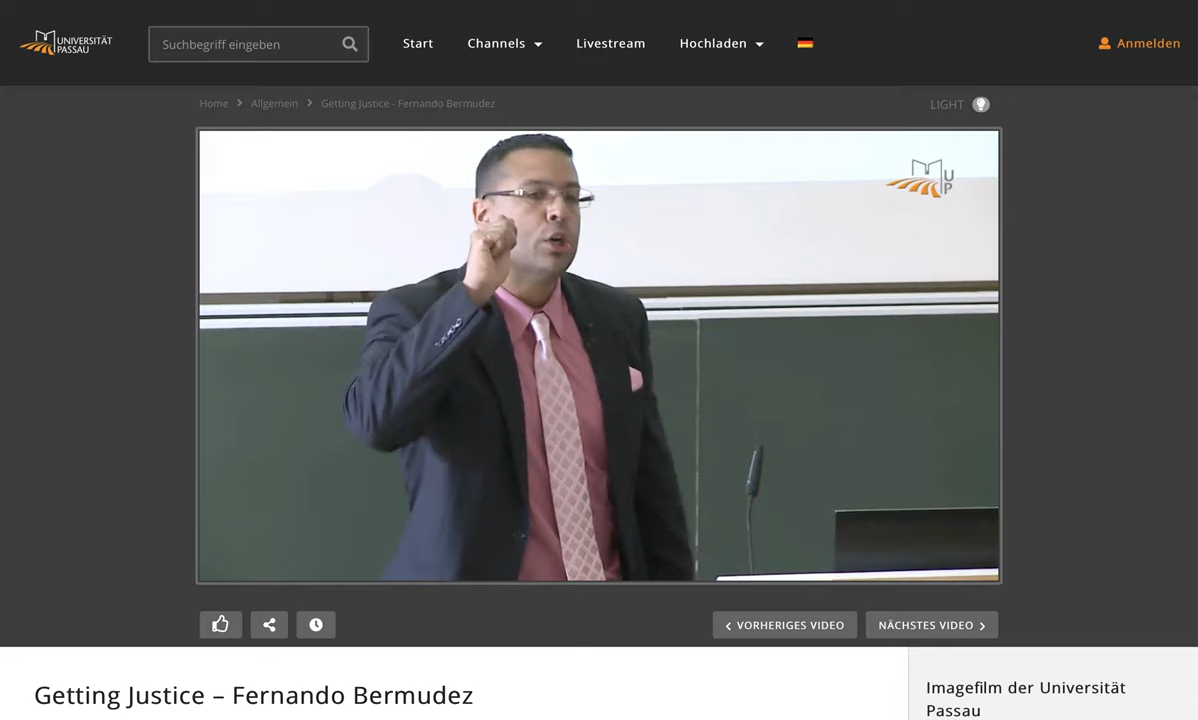 UNIVERSITÄT
PASSAU
Suchbegriff eingeben
Start
Channels
Livestream
Hochladen
Anmelden
Home > Allgemein > Getting Justice - Fernando Bermudez
LIGHT
UP
VORHERIGES VIDEO
NÄCHSTES VIDEO
Getting Justice – Fernando Bermudez
Imagefilm der Universität
Passau